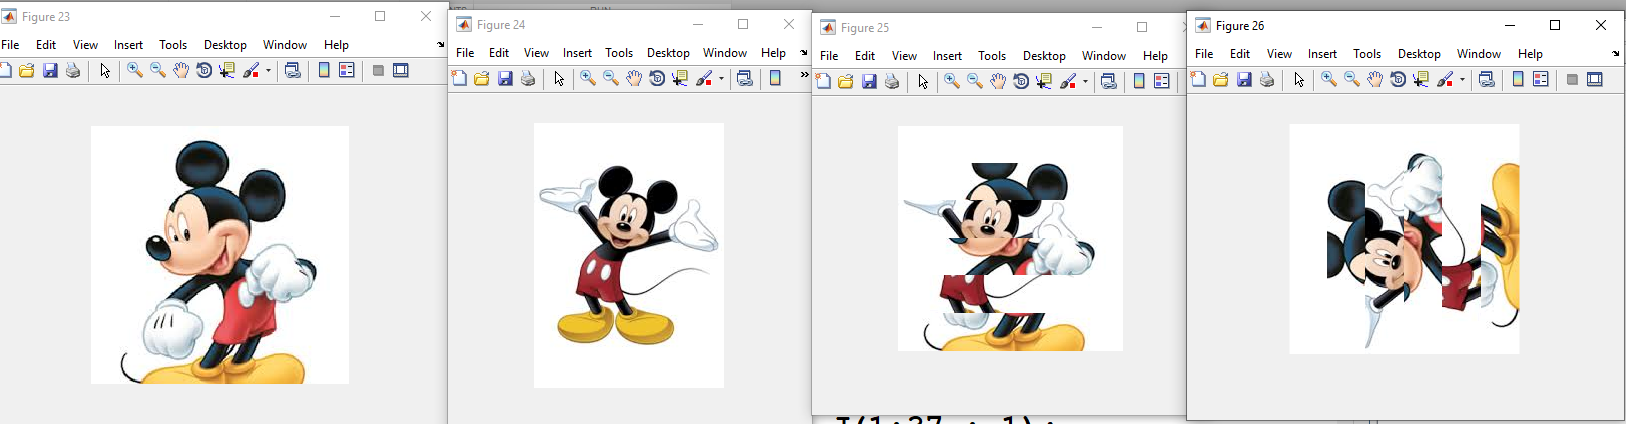 Figure 23
File Edit View Insert Tools Desktop Window Help
Figure 24
File Edit View Insert Tools Desktop Window Help
Figure 25
File Edit View Insert Tools Desktop Window Help
Figure 26
File Edit View Insert Tools Desktop Window Help